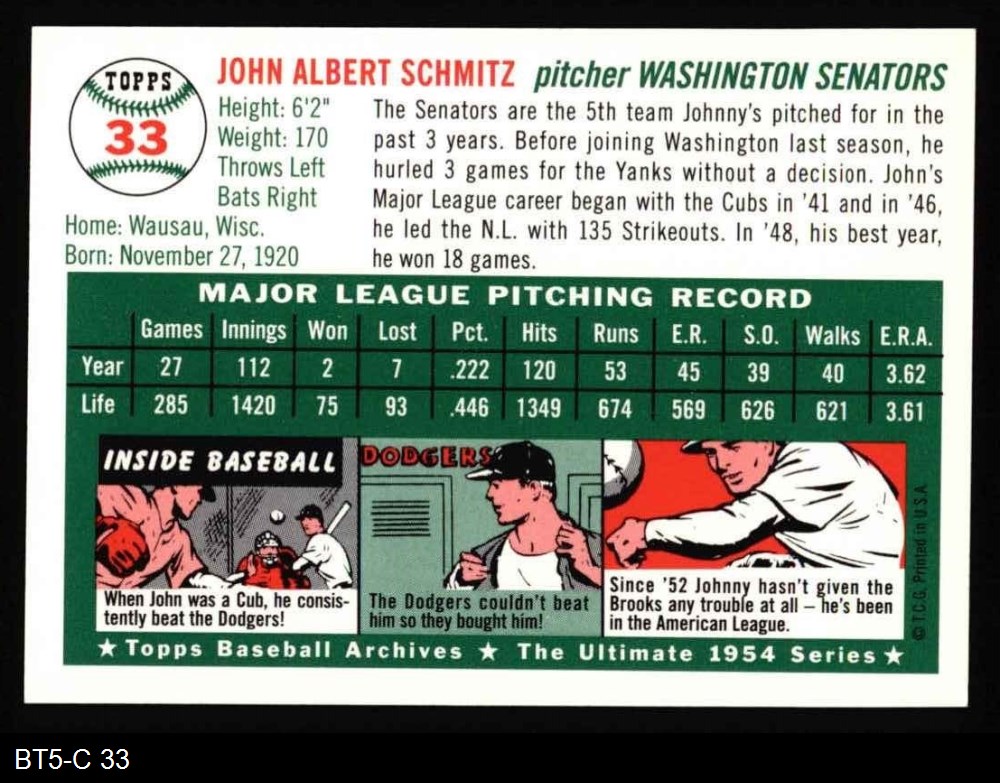 TOPPS
33
JOHN ALBERT SCHMITZ pitcher WASHINGTON SENATORS
Height: 6'2"
Weight: 170
Throws Left
Bats Right
Home: Wausau, Wisc.
Born: November 27, 1920
The Senators are the 5th team Johnny's pitched for in the
past 3 years. Before joining Washington last season, he
hurled 3 games for the Yanks without a decision. John's
Major League career began with the Cubs in '41 and in '46,
he led the N.L. with 135 Strikeouts. In '48, his best year,
he won 18 games.
MAJOR LEAGUE PITCHING RECORD
Games Innings Won Lost Pct. Hits Runs E.R. S.O. Walks E.R.A.
Year 27 112 2 7 .222 120 53 45 39 40 3.62
Life 285 1420 75 93 .446 1349 674 569 626 621 3.61
INSIDE BASEBALL
When John was a Cub, he consis-
tently beat the Dodgers!
DODGERS
The Dodgers couldn't beat
him so they bought him!
Since '52 Johnny hasn't given the
Brooks any trouble at all — he's been
in the American League.
© T.C.G. Printed in U.S.A.
★ Topps Baseball Archives ★ The Ultimate 1954 Series ★
BT5-C 33